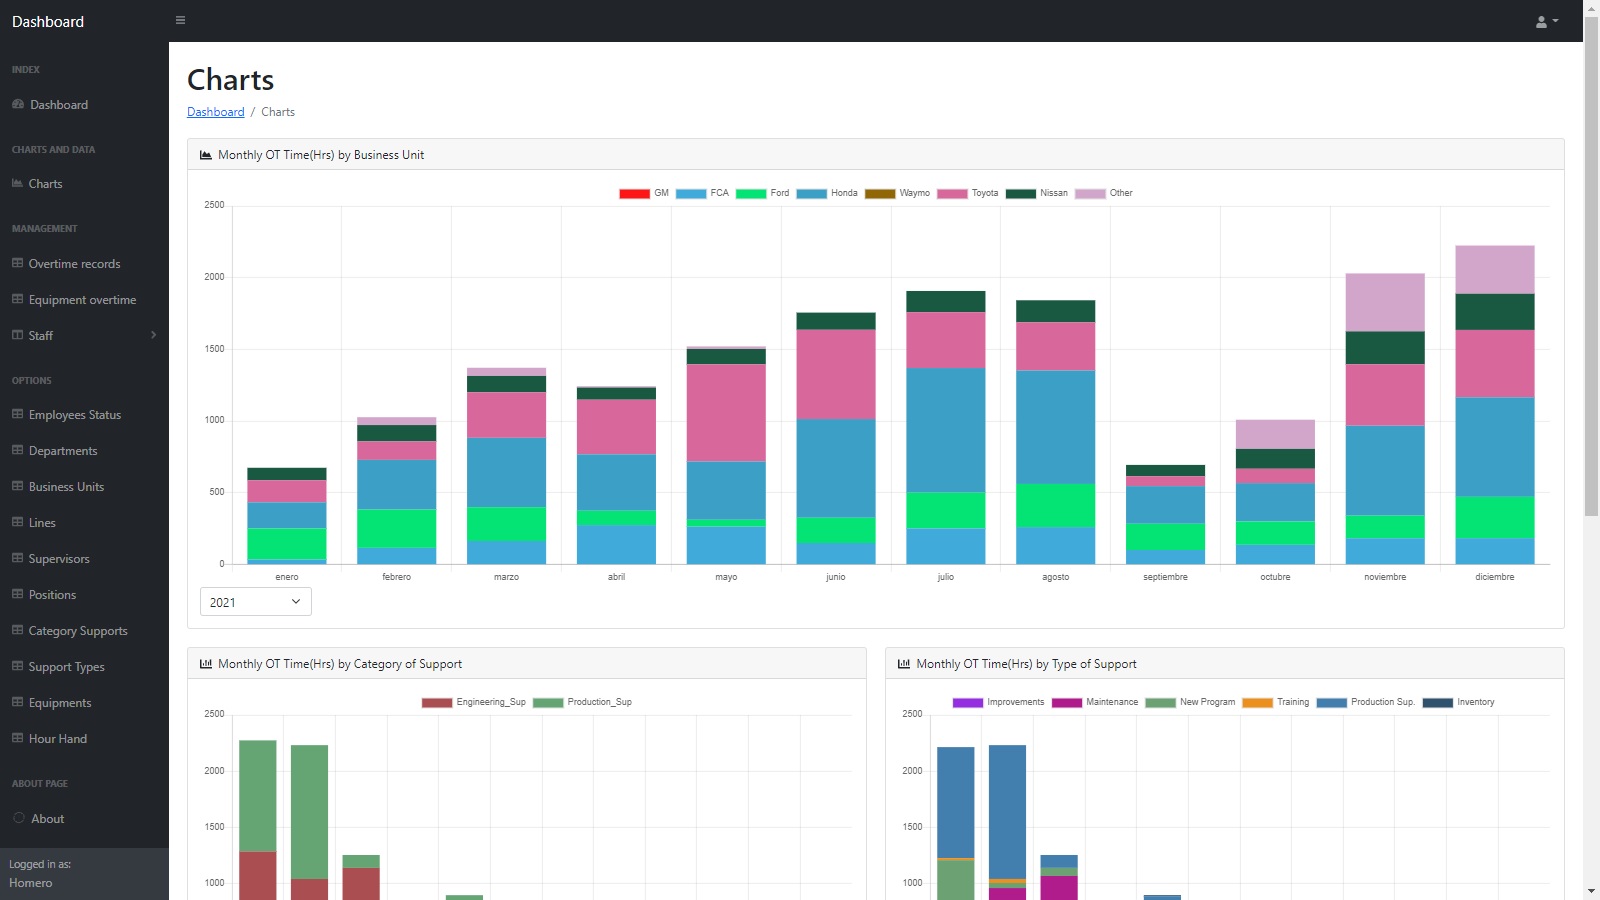 Dashboard
INDEX
Dashboard
CHARTS AND DATA
Charts
MANAGEMENT
Overtime records
Equipment overtime
Staff
OPTIONS
Employees Status
Departments
Business Units
Lines
Supervisors
Positions
Category Supports
Support Types
Equipments
Hour Hand
ABOUT PAGE
About
Logged in as:
Homero
Charts
Dashboard / Charts
Monthly OT Time(Hrs) by Business Unit
GM FCA Ford Honda Waymo Toyota Nissan Other
2500
2000
1500
1000
500
0
enero febrero marzo abril mayo junio julio agosto septiembre octubre noviembre diciembre
2021
Monthly OT Time(Hrs) by Category of Support
Engineering_Sup Production_Sup
2500
2000
1500
1000
Monthly OT Time(Hrs) by Type of Support
Improvements Maintenance New Program Training Production Sup. Inventory
2500
2000
1500
1000